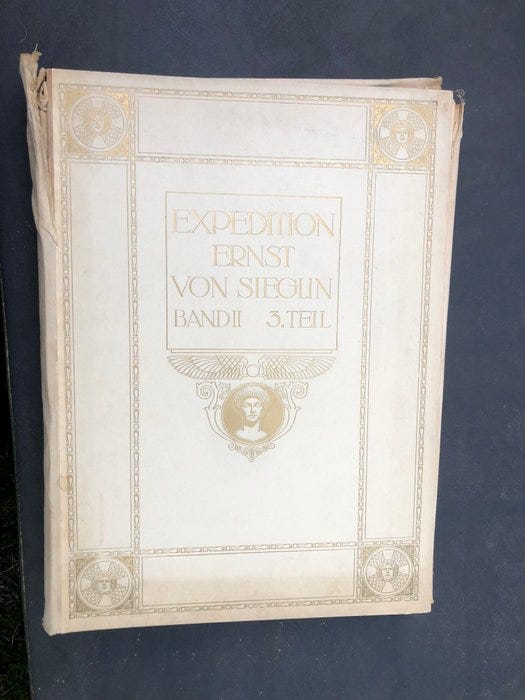 EXPEDITION
ERNST
VON SIEGLIN
BAND II 3. TEIL